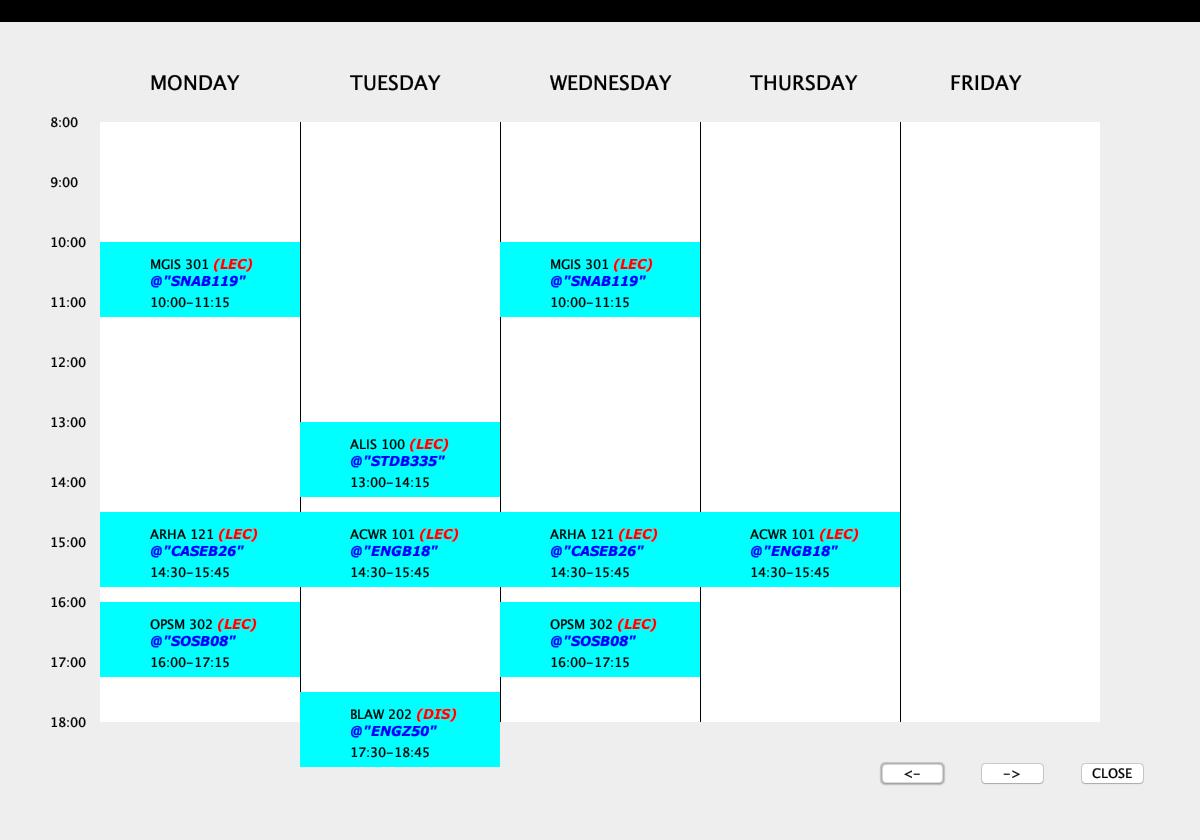 MONDAY TUESDAY WEDNESDAY THURSDAY FRIDAY
8:00
9:00
10:00
MGIS 301 (LEC) MGIS 301 (LEC)
@"SNAB119" @"SNAB119"
11:00 10:00-11:15 10:00-11:15
12:00
13:00
ALIS 100 (LEC)
@"STDB335"
14:00 13:00-14:15
ARHA 121 (LEC) ACWR 101 (LEC) ARHA 121 (LEC) ACWR 101 (LEC)
15:00 @"CASEB26" @"ENGB18" @"CASEB26" @"ENGB18"
14:30-15:45 14:30-15:45 14:30-15:45 14:30-15:45
16:00
OPSM 302 (LEC) OPSM 302 (LEC)
@"SOSB08" @"SOSB08"
17:00 16:00-17:15 16:00-17:15
BLAW 202 (DIS)
18:00 @"ENGZ50"
17:30-18:45
<- -> CLOSE